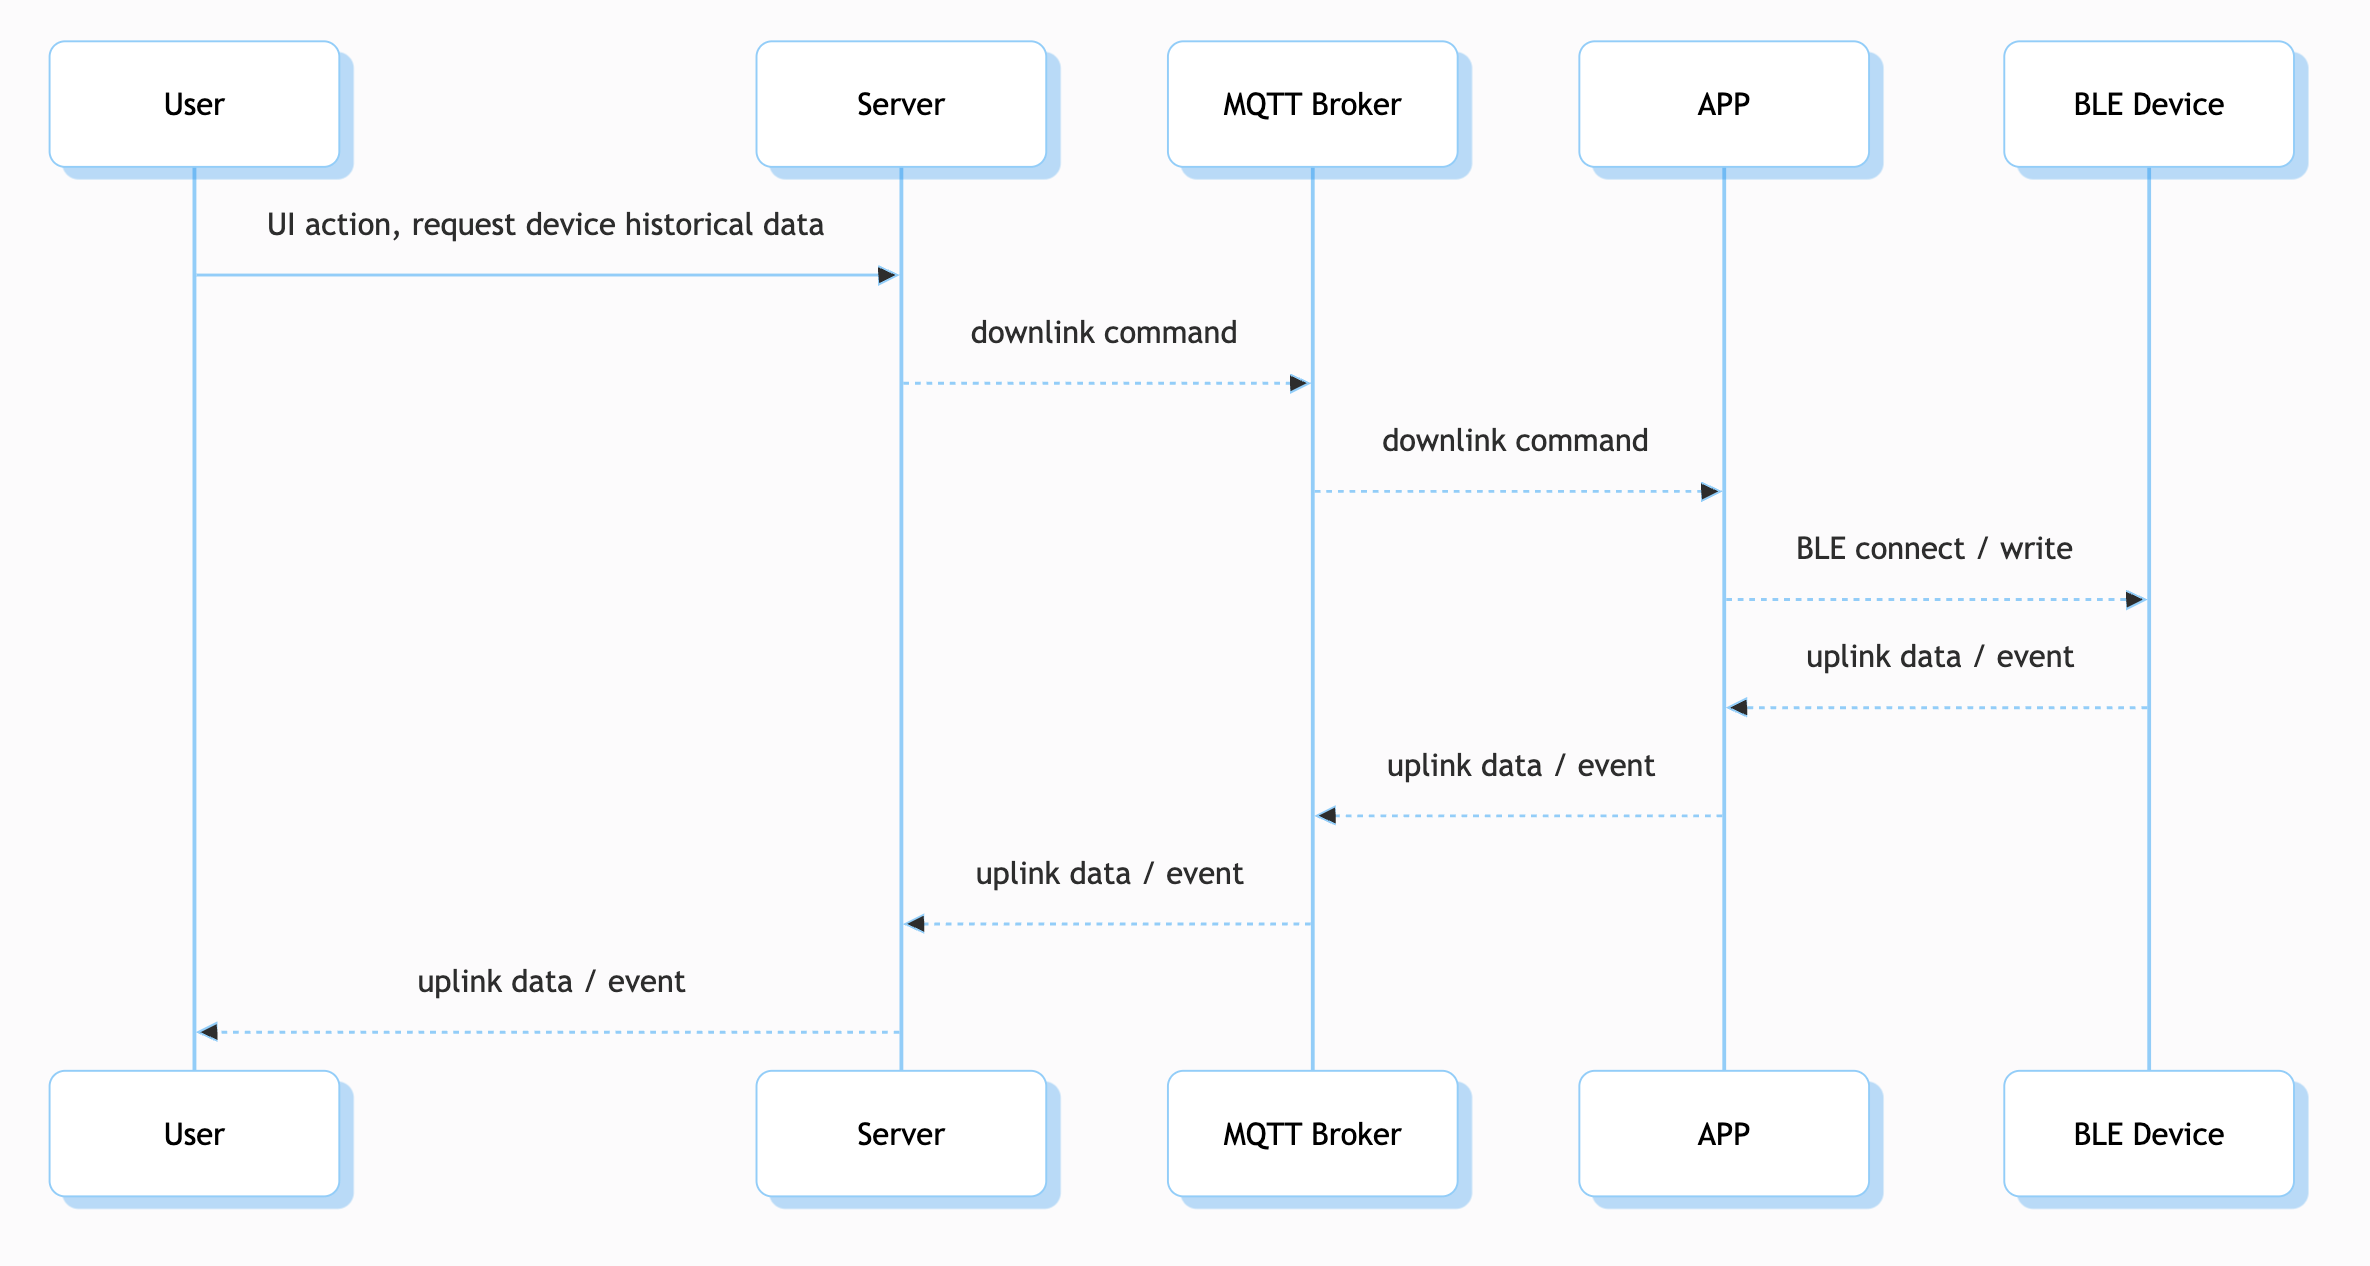 User
Server
MQTT Broker
APP
BLE Device
UI action, request device historical data
downlink command
downlink command
BLE connect / write
uplink data / event
uplink data / event
uplink data / event
uplink data / event
User
Server
MQTT Broker
APP
BLE Device